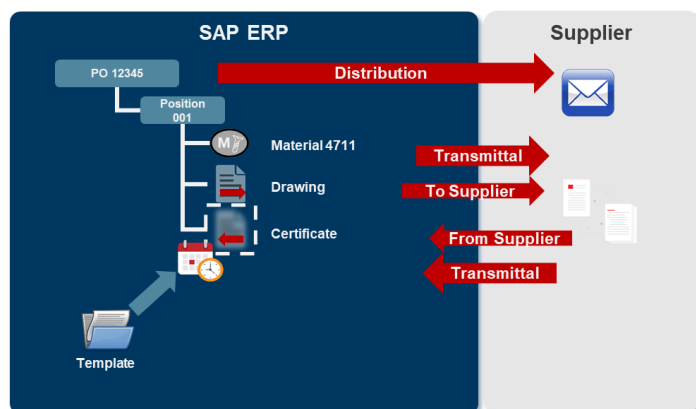 SAP ERP
Supplier
PO 12345
Distribution
Position
001
M
Material 4711
Transmittal
Drawing
To Supplier
Certificate
From Supplier
Transmittal
Template